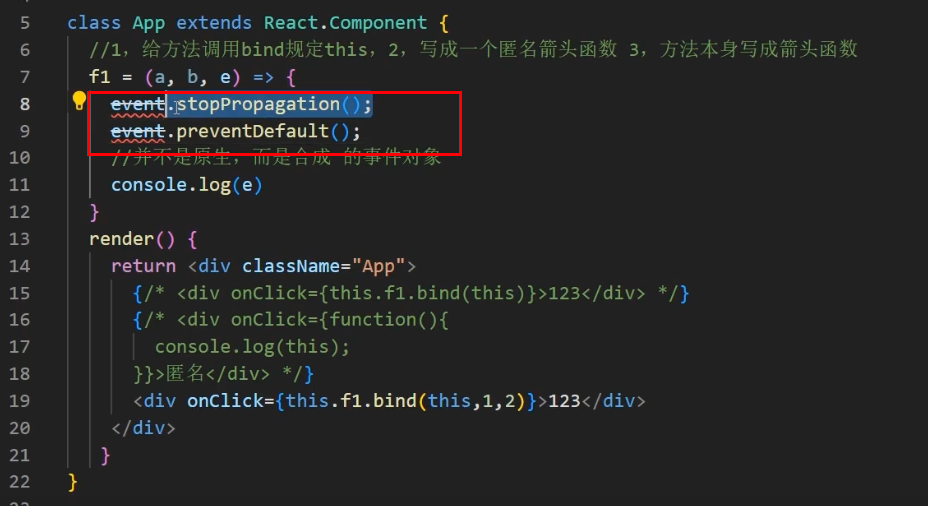 5 class App extends React.Component {
6 //1, 给方法调用bind规定this, 2, 写成一个匿名箭头函数 3, 方法本身写成箭头函数
7 f1 = (a, b, e) => {
8 event.stopPropagation();
9 event.preventDefault();
10 //并不是原生，而是合成 的事件对象
11 console.log(e)
12 }
13 render() {
14 return <div className="App">
15 {/* <div onClick={this.f1.bind(this)}>123</div> */}
16 {/* <div onClick={function(){
17 console.log(this);
18 }}>匿名</div> */}
19 <div onClick={this.f1.bind(this,1,2)}>123</div>
20 </div>
21 }
22 }